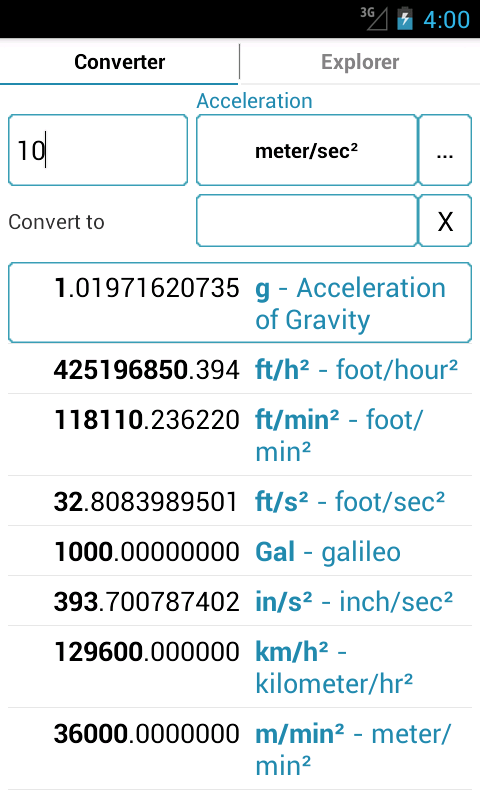 3G 4:00
Converter Explorer
Acceleration
10 meter/sec² ...
Convert to X
1.01971620735 g - Acceleration
of Gravity
425196850.394 ft/h² - foot/hour²
118110.236220 ft/min² - foot/
min²
32.8083989501 ft/s² - foot/sec²
1000.00000000 Gal - galileo
393.700787402 in/s² - inch/sec²
129600.000000 km/h² -
kilometer/hr²
36000.0000000 m/min² - meter/
min²